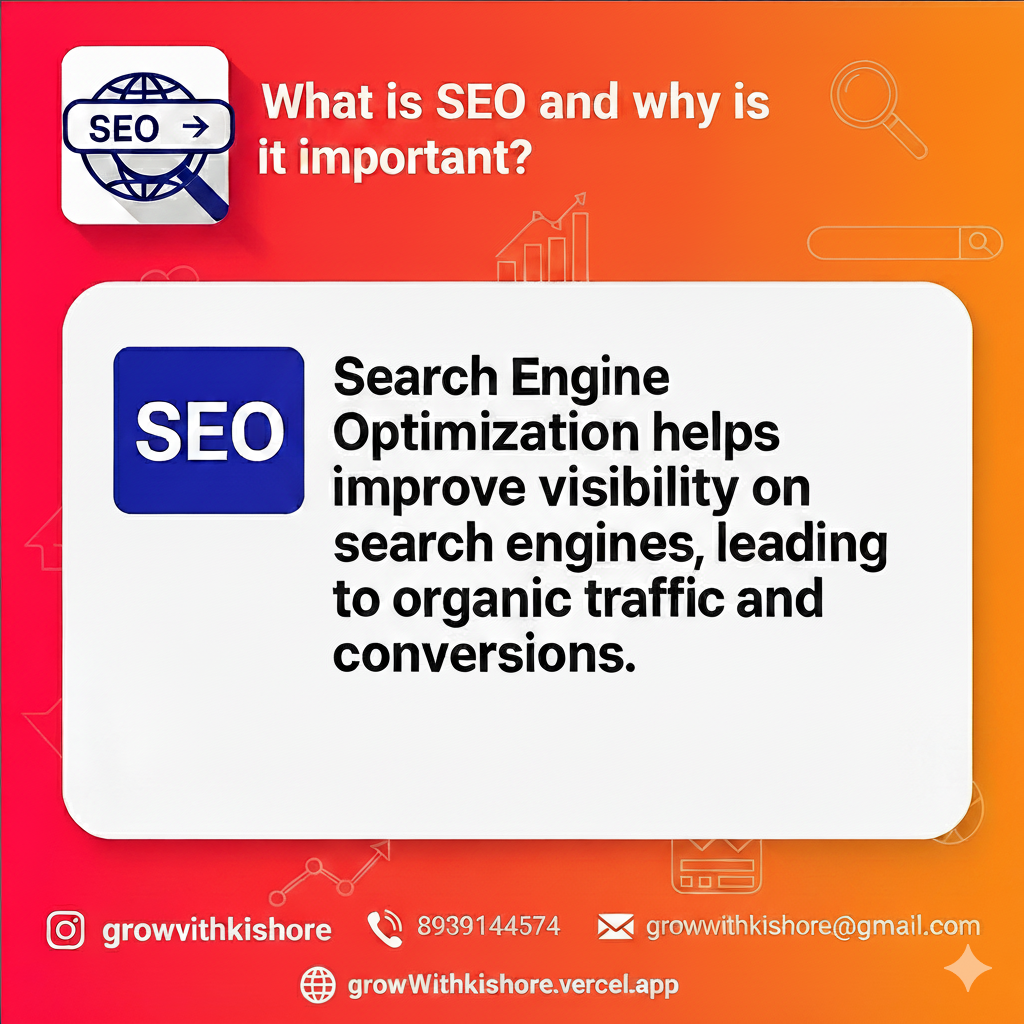 SEO →
What is SEO and why is
it important?
SEO
Search Engine
Optimization helps
improve visibility on
search engines, leading
to organic traffic and
conversions.
growvithkishore
8939144574
growwithkishore@gmail.com
growWithkishore.vercel.app